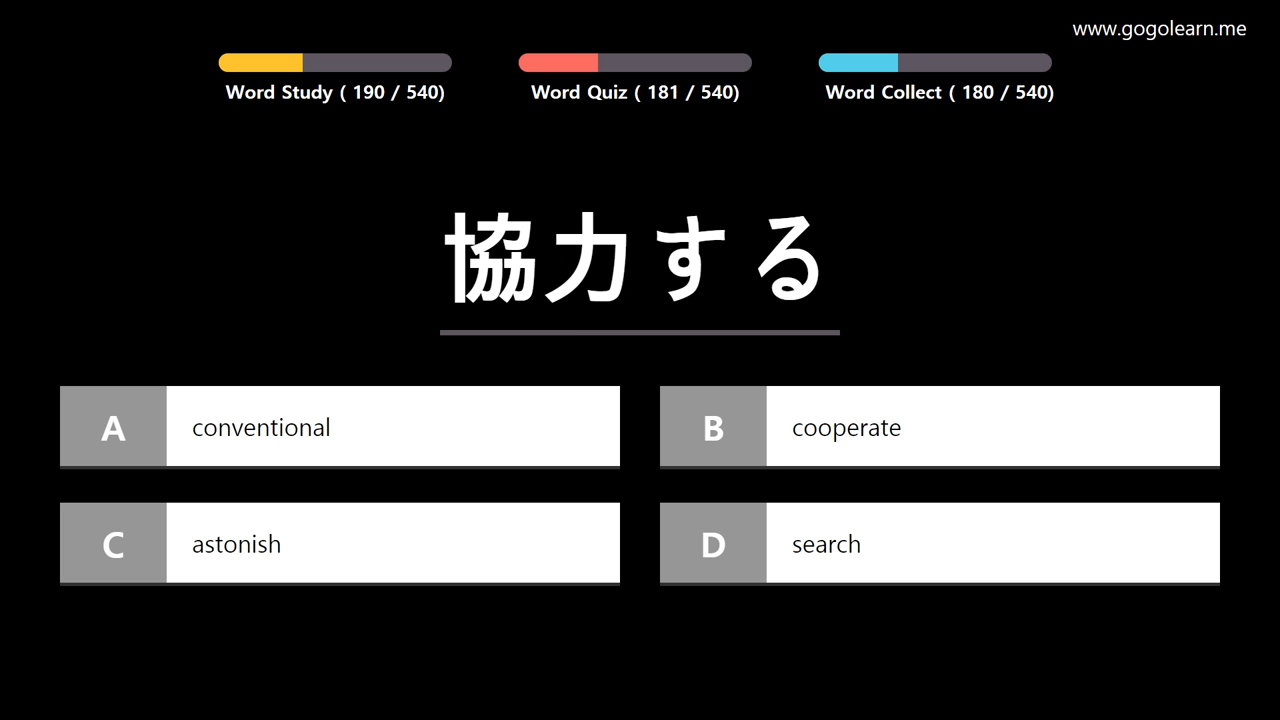 www.gogolearn.me
Word Study ( 190 / 540)
Word Quiz ( 181 / 540)
Word Collect ( 180 / 540)
協力する
A conventional
B cooperate
C astonish
D search